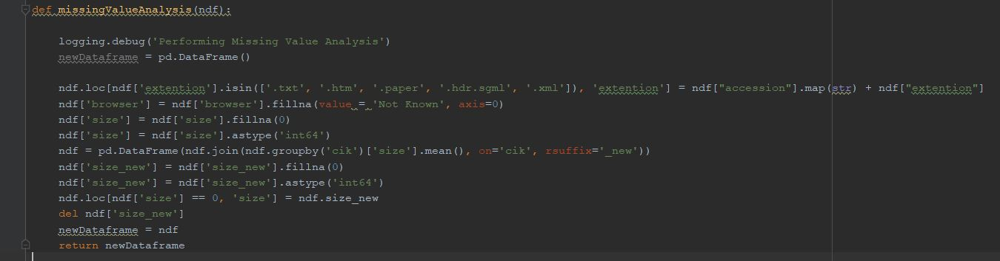 def missingValueAnalysis(ndf):
logging.debug('Performing Missing Value Analysis')
newDataframe = pd.DataFrame()
ndf.loc[ndf['extention'].isin(['.txt', '.htm', '.paper', '.hdr.sgml', '.xml']), 'extention'] = ndf["accession"].map(str) + ndf["extention"]
ndf['browser'] = ndf['browser'].fillna(value = 'Not Known', axis=0)
ndf['size'] = ndf['size'].fillna(0)
ndf['size'] = ndf['size'].astype('int64')
ndf = pd.DataFrame(ndf.join(ndf.groupby('cik')['size'].mean(), on='cik', rsuffix='_new'))
ndf['size_new'] = ndf['size_new'].fillna(0)
ndf['size_new'] = ndf['size_new'].astype('int64')
ndf.loc[ndf['size'] == 0, 'size'] = ndf.size_new
del ndf['size_new']
newDataframe = ndf
return newDataframe